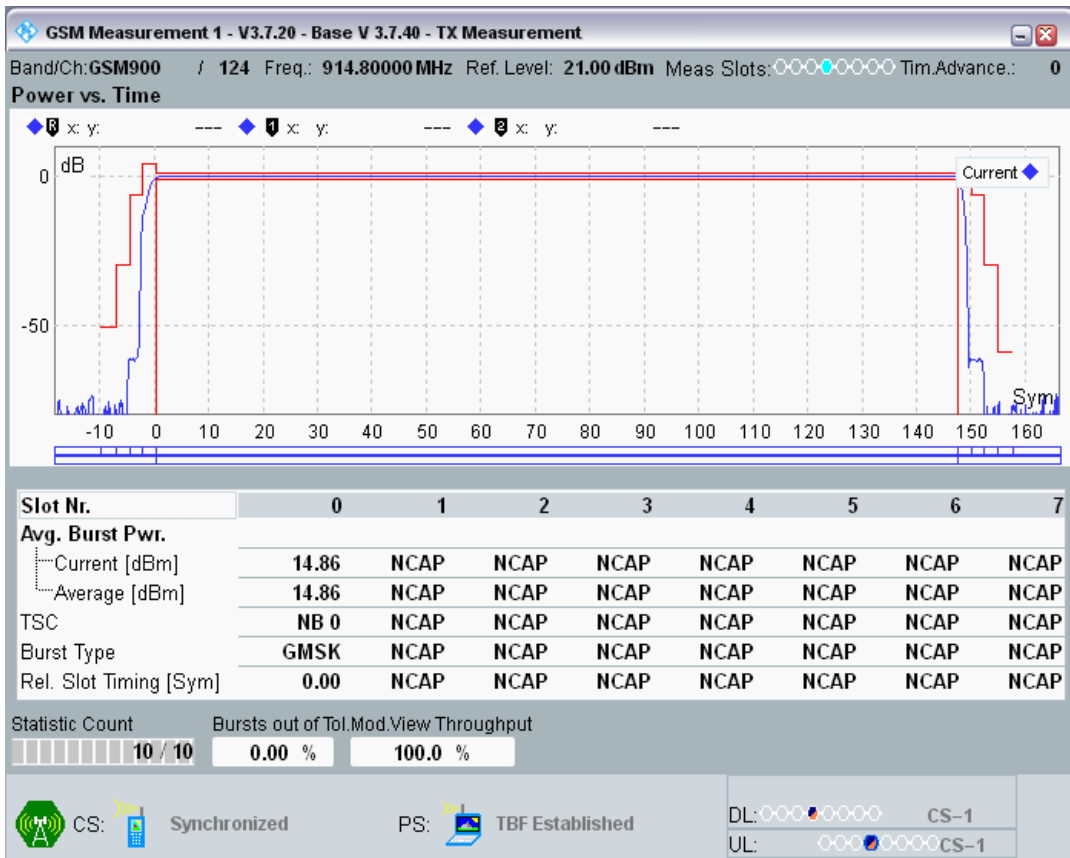 GSM Measurement 1 - V3.7.20 - Base V 3.7.40 - TX Measurement
Band/Ch:GSM900 / 124 Freq.: 914.80000 MHz Ref. Level: 21.00 dBm Meas Slots: Tim.Advance.: 0
Power vs. Time
R x: y: --- 1 x: y: --- 2 x: y: ---
dB
Current
0
-50
Sym
-10 0 10 20 30 40 50 60 70 80 90 100 110 120 130 140 150 160
Slot Nr. 0 1 2 3 4 5 6 7
Avg. Burst Pwr.
Current [dBm] 14.86 NCAP NCAP NCAP NCAP NCAP NCAP NCAP
Average [dBm] 14.86 NCAP NCAP NCAP NCAP NCAP NCAP NCAP
TSC NB 0 NCAP NCAP NCAP NCAP NCAP NCAP NCAP
Burst Type GMSK NCAP NCAP NCAP NCAP NCAP NCAP NCAP
Rel. Slot Timing [Sym] 0.00 NCAP NCAP NCAP NCAP NCAP NCAP NCAP
Statistic Count Bursts out of Tol.Mod.View Throughput
10 / 10 0.00 % 100.0 %
CS: Synchronized PS: TBF Established
DL: CS-1
UL: CS-1